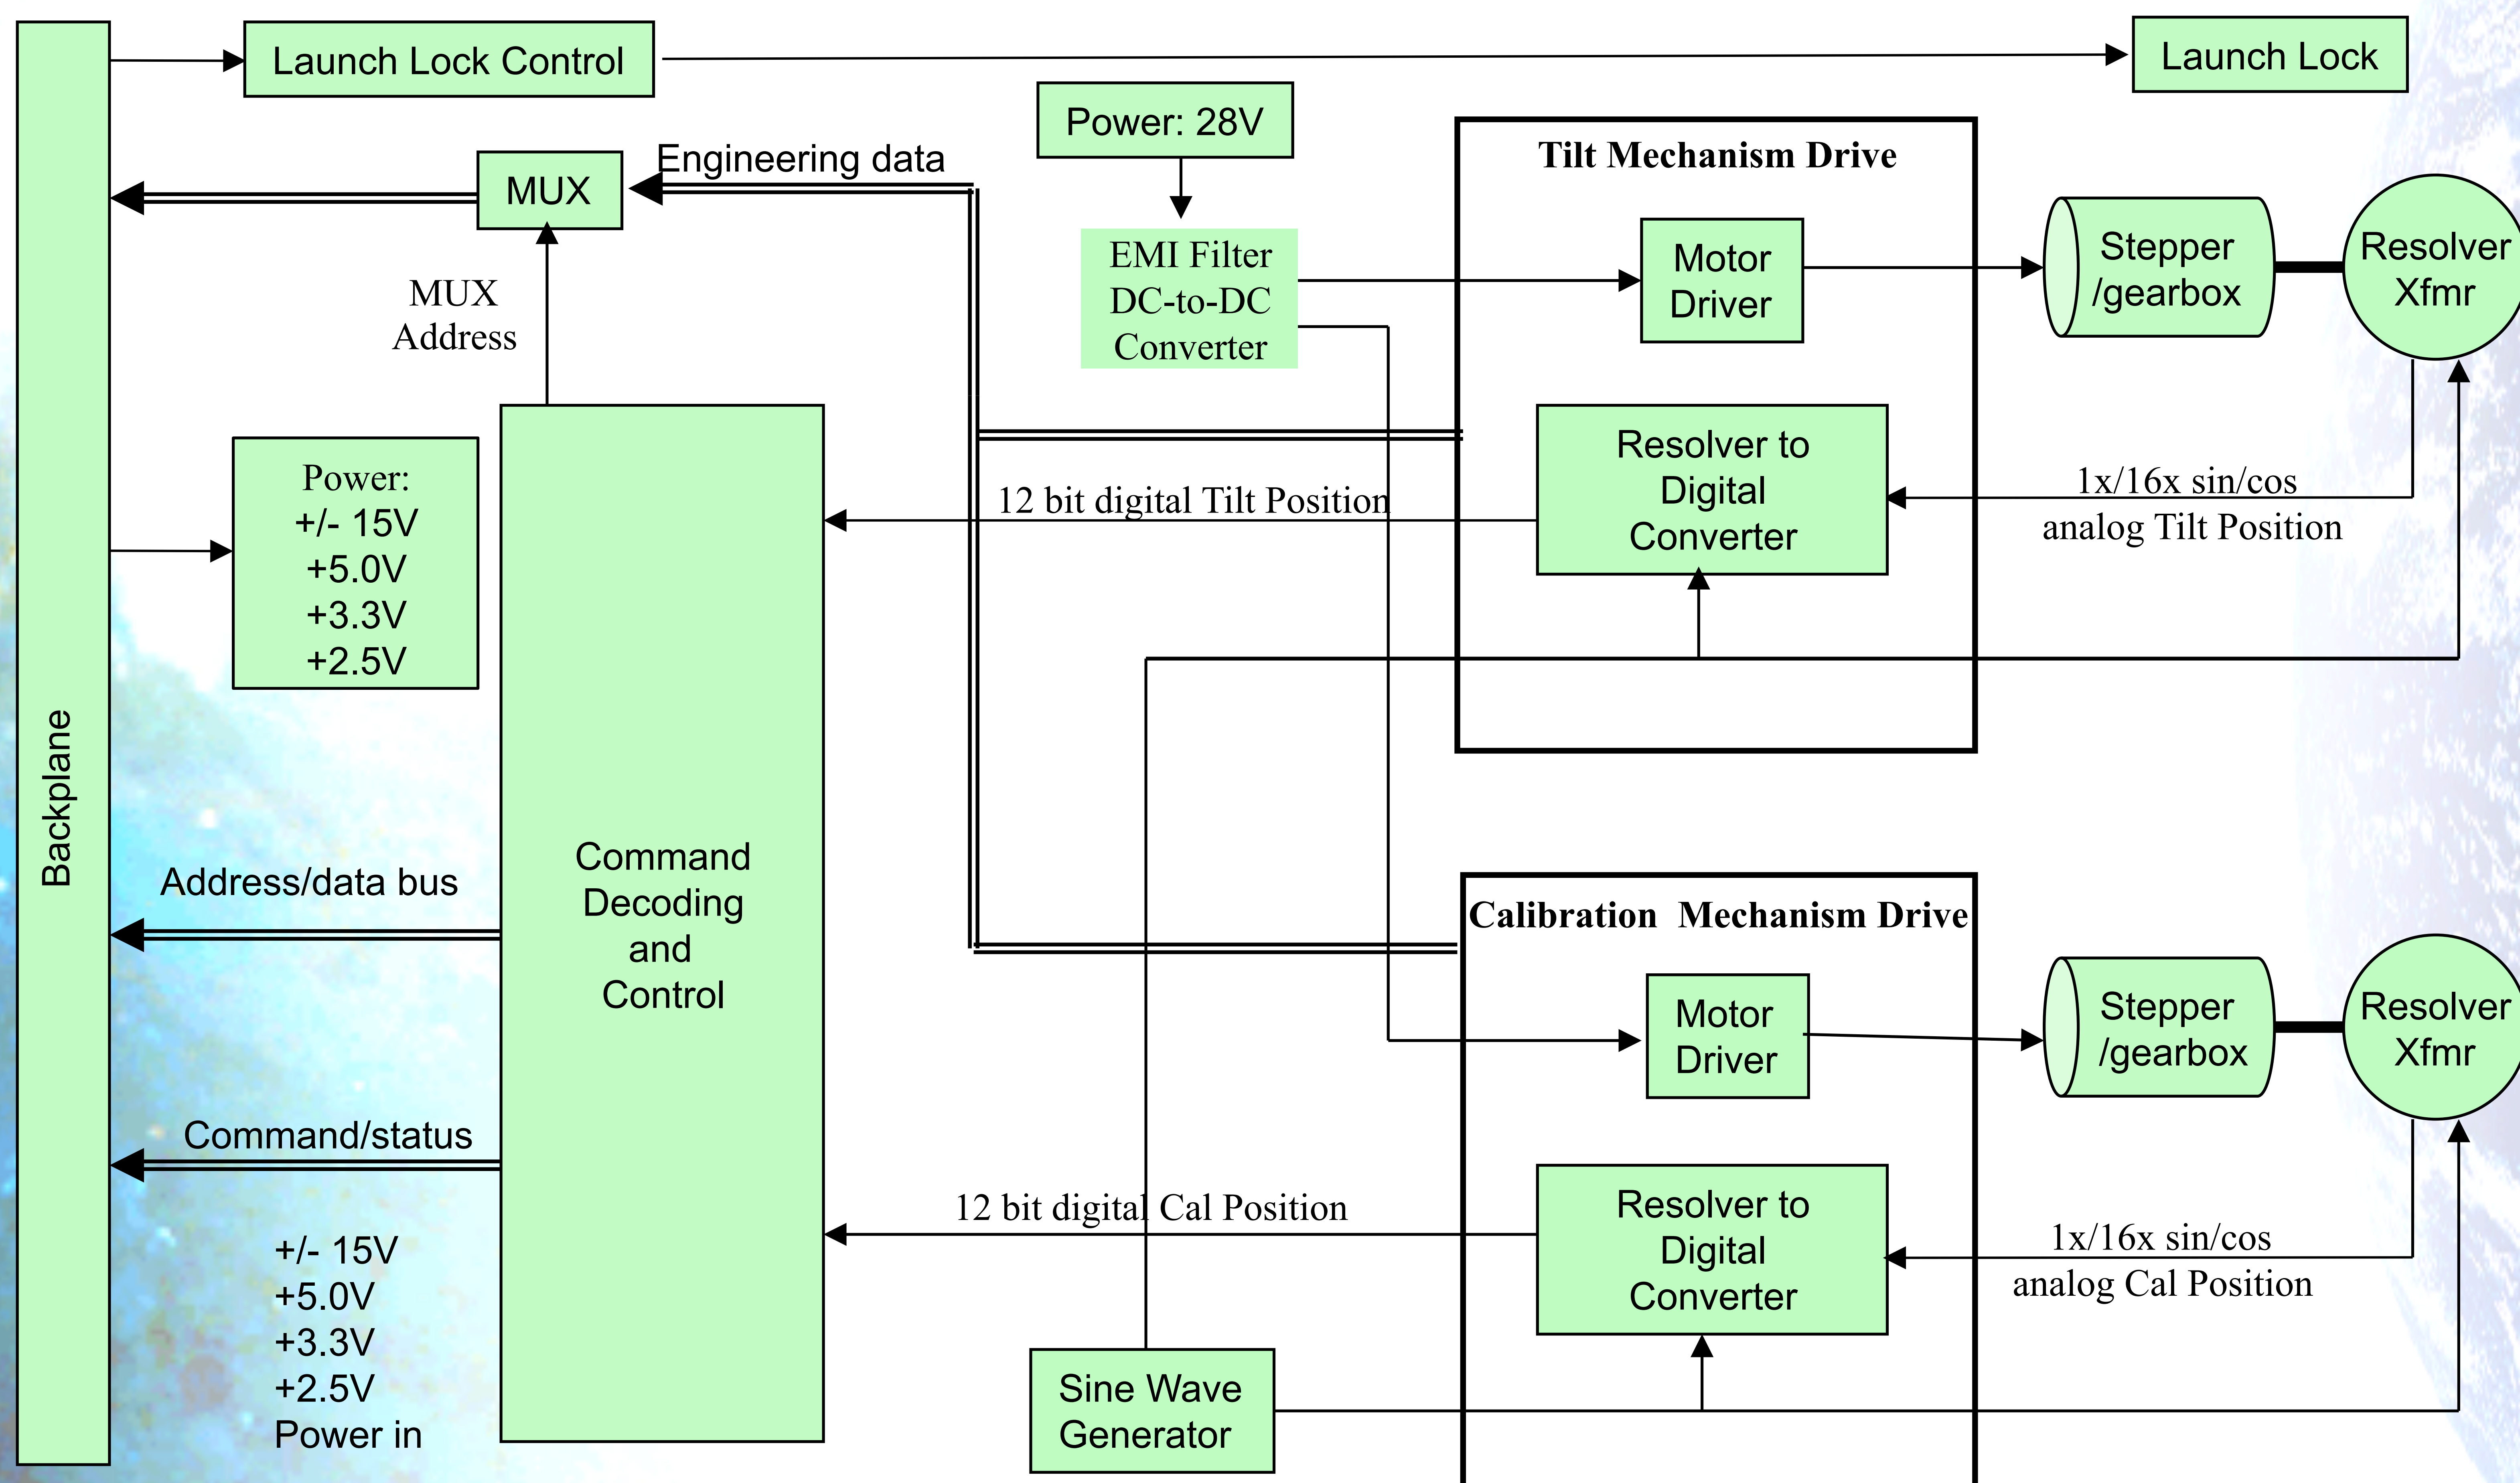 Launch Lock Control
Launch Lock
Power: 28V
Engineering data
MUX
Tilt Mechanism Drive
EMI Filter
DC-to-DC
Converter
Motor
Driver
Stepper
/gearbox
Resolver
Xfmr
MUX
Address
Power:
+/- 15V
+5.0V
+3.3V
+2.5V
12 bit digital Tilt Position
Resolver to
Digital
Converter
1x/16x sin/cos
analog Tilt Position
Backplane
Address/data bus
Command
Decoding
and
Control
Calibration  Mechanism Drive
Motor
Driver
Stepper
/gearbox
Resolver
Xfmr
Command/status
12 bit digital Cal Position
Resolver to
Digital
Converter
1x/16x sin/cos
analog Cal Position
+/- 15V
+5.0V
+3.3V
+2.5V
Power in
Sine Wave
Generator